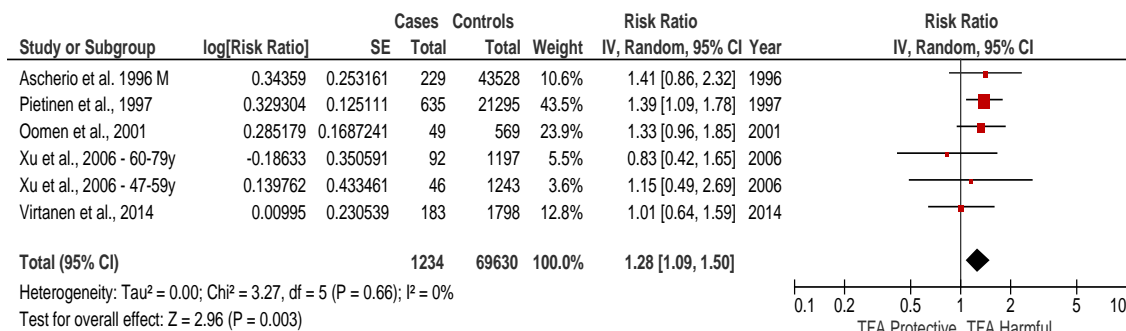 Cases Controls Risk Ratio Risk Ratio
Study or Subgroup log[Risk Ratio] SE Total Total Weight IV, Random, 95% CI Year IV, Random, 95% CI
Ascherio et al. 1996 M 0.34359 0.253161 229 43528 10.6% 1.41 [0.86, 2.32] 1996
Pietinen et al., 1997 0.329304 0.125111 635 21295 43.5% 1.39 [1.09, 1.78] 1997
Oomen et al., 2001 0.285179 0.1687241 49 569 23.9% 1.33 [0.96, 1.85] 2001
Xu et al., 2006 - 60-79y -0.18633 0.350591 92 1197 5.5% 0.83 [0.42, 1.65] 2006
Xu et al., 2006 - 47-59y 0.139762 0.433461 46 1243 3.6% 1.15 [0.49, 2.69] 2006
Virtanen et al., 2014 0.00995 0.230539 183 1798 12.8% 1.01 [0.64, 1.59] 2014
Total (95% CI) 1234 69630 100.0% 1.28 [1.09, 1.50]
Heterogeneity: Tau² = 0.00; Chi² = 3.27, df = 5 (P = 0.66); I² = 0%
Test for overall effect: Z = 2.96 (P = 0.003)
0.1 0.2 0.5 1 2 5 10
TFA Protective TFA Harmful